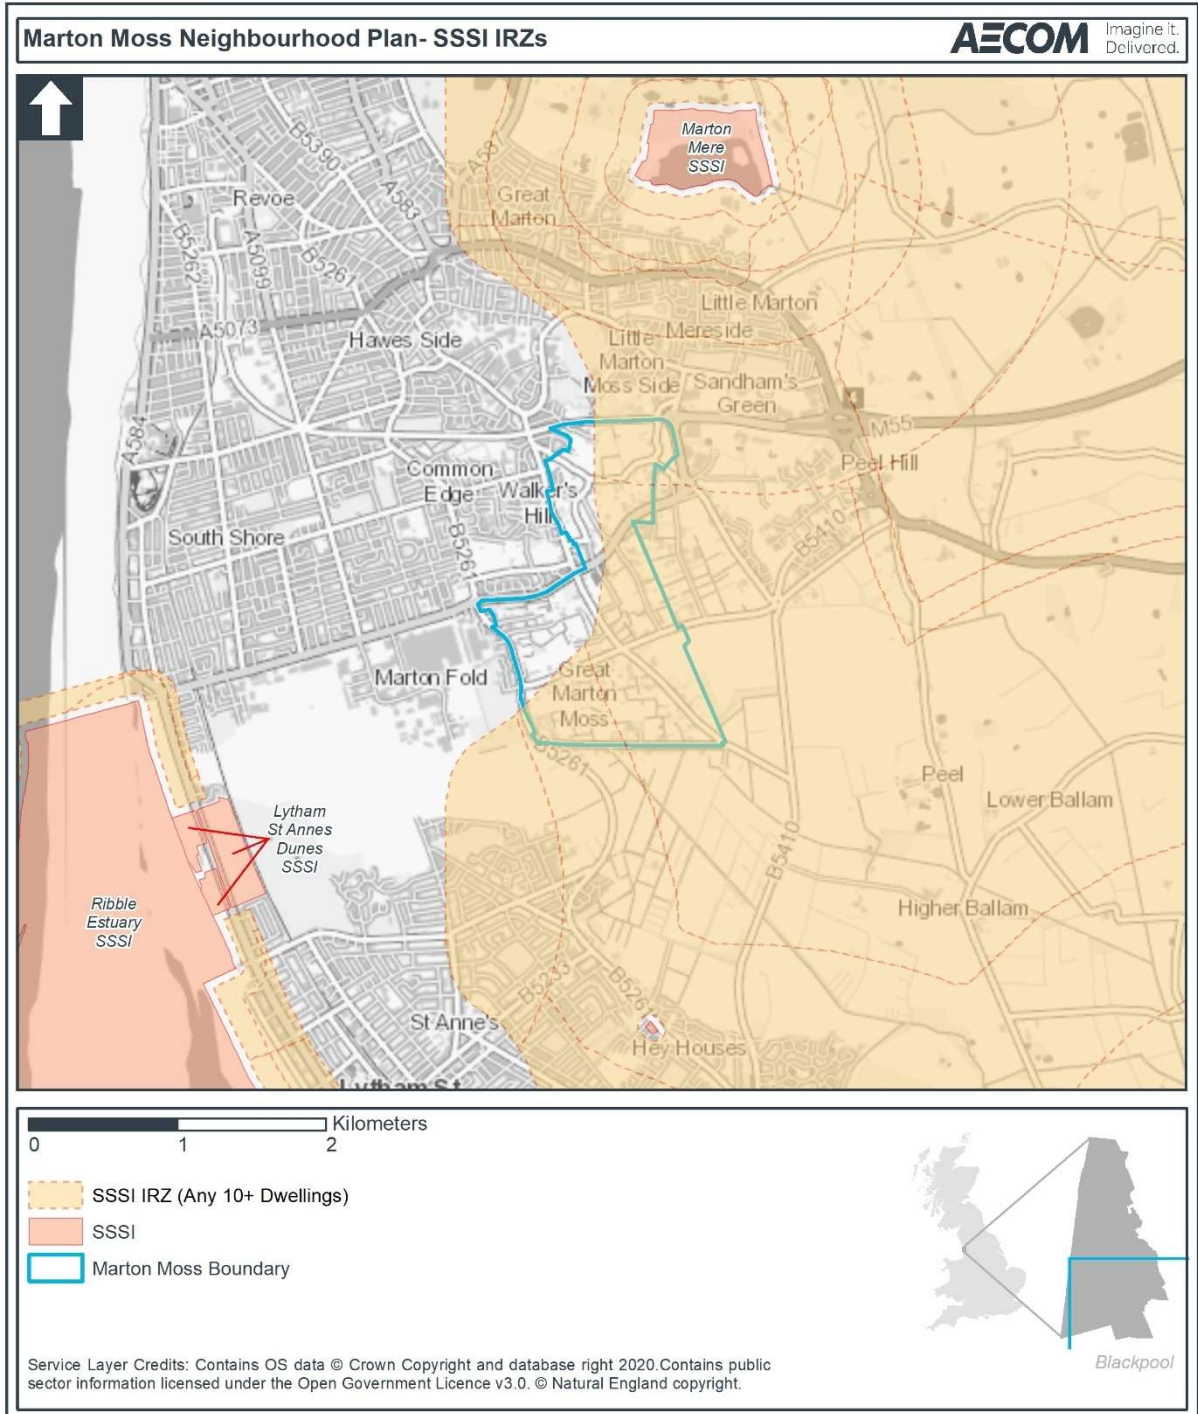 Marton Moss Neighbourhood Plan- SSSI IRZs
AECOM
Imagine it.
Delivered.
Marton
Mere
SSSI
B5390
A583
A58
Revoe
Great
Marton
B5262
A5099
B5261
Little Marton
A5073
Hawes Side
Mereside
Little
Marton
Moss Side
Sandham's
Green
A584
M55
Peel Hill
Common
Edge
Walker's
Hill
South Shore
B5261
B5410
Marton Fold
Great
Marton
Moss
B5261
Peel
Lower Ballam
Lytham
St Annes
Dunes
SSSI
B5410
Ribble
Estuary
SSSI
Higher Ballam
B5233
B526
St Anne's
Hey Houses
Lytham St
Kilometers
0 1 2
SSSI IRZ (Any 10+ Dwellings)
SSSI
Marton Moss Boundary
Blackpool
Service Layer Credits: Contains OS data © Crown Copyright and database right 2020.Contains public
sector information licensed under the Open Government Licence v3.0. © Natural England copyright.